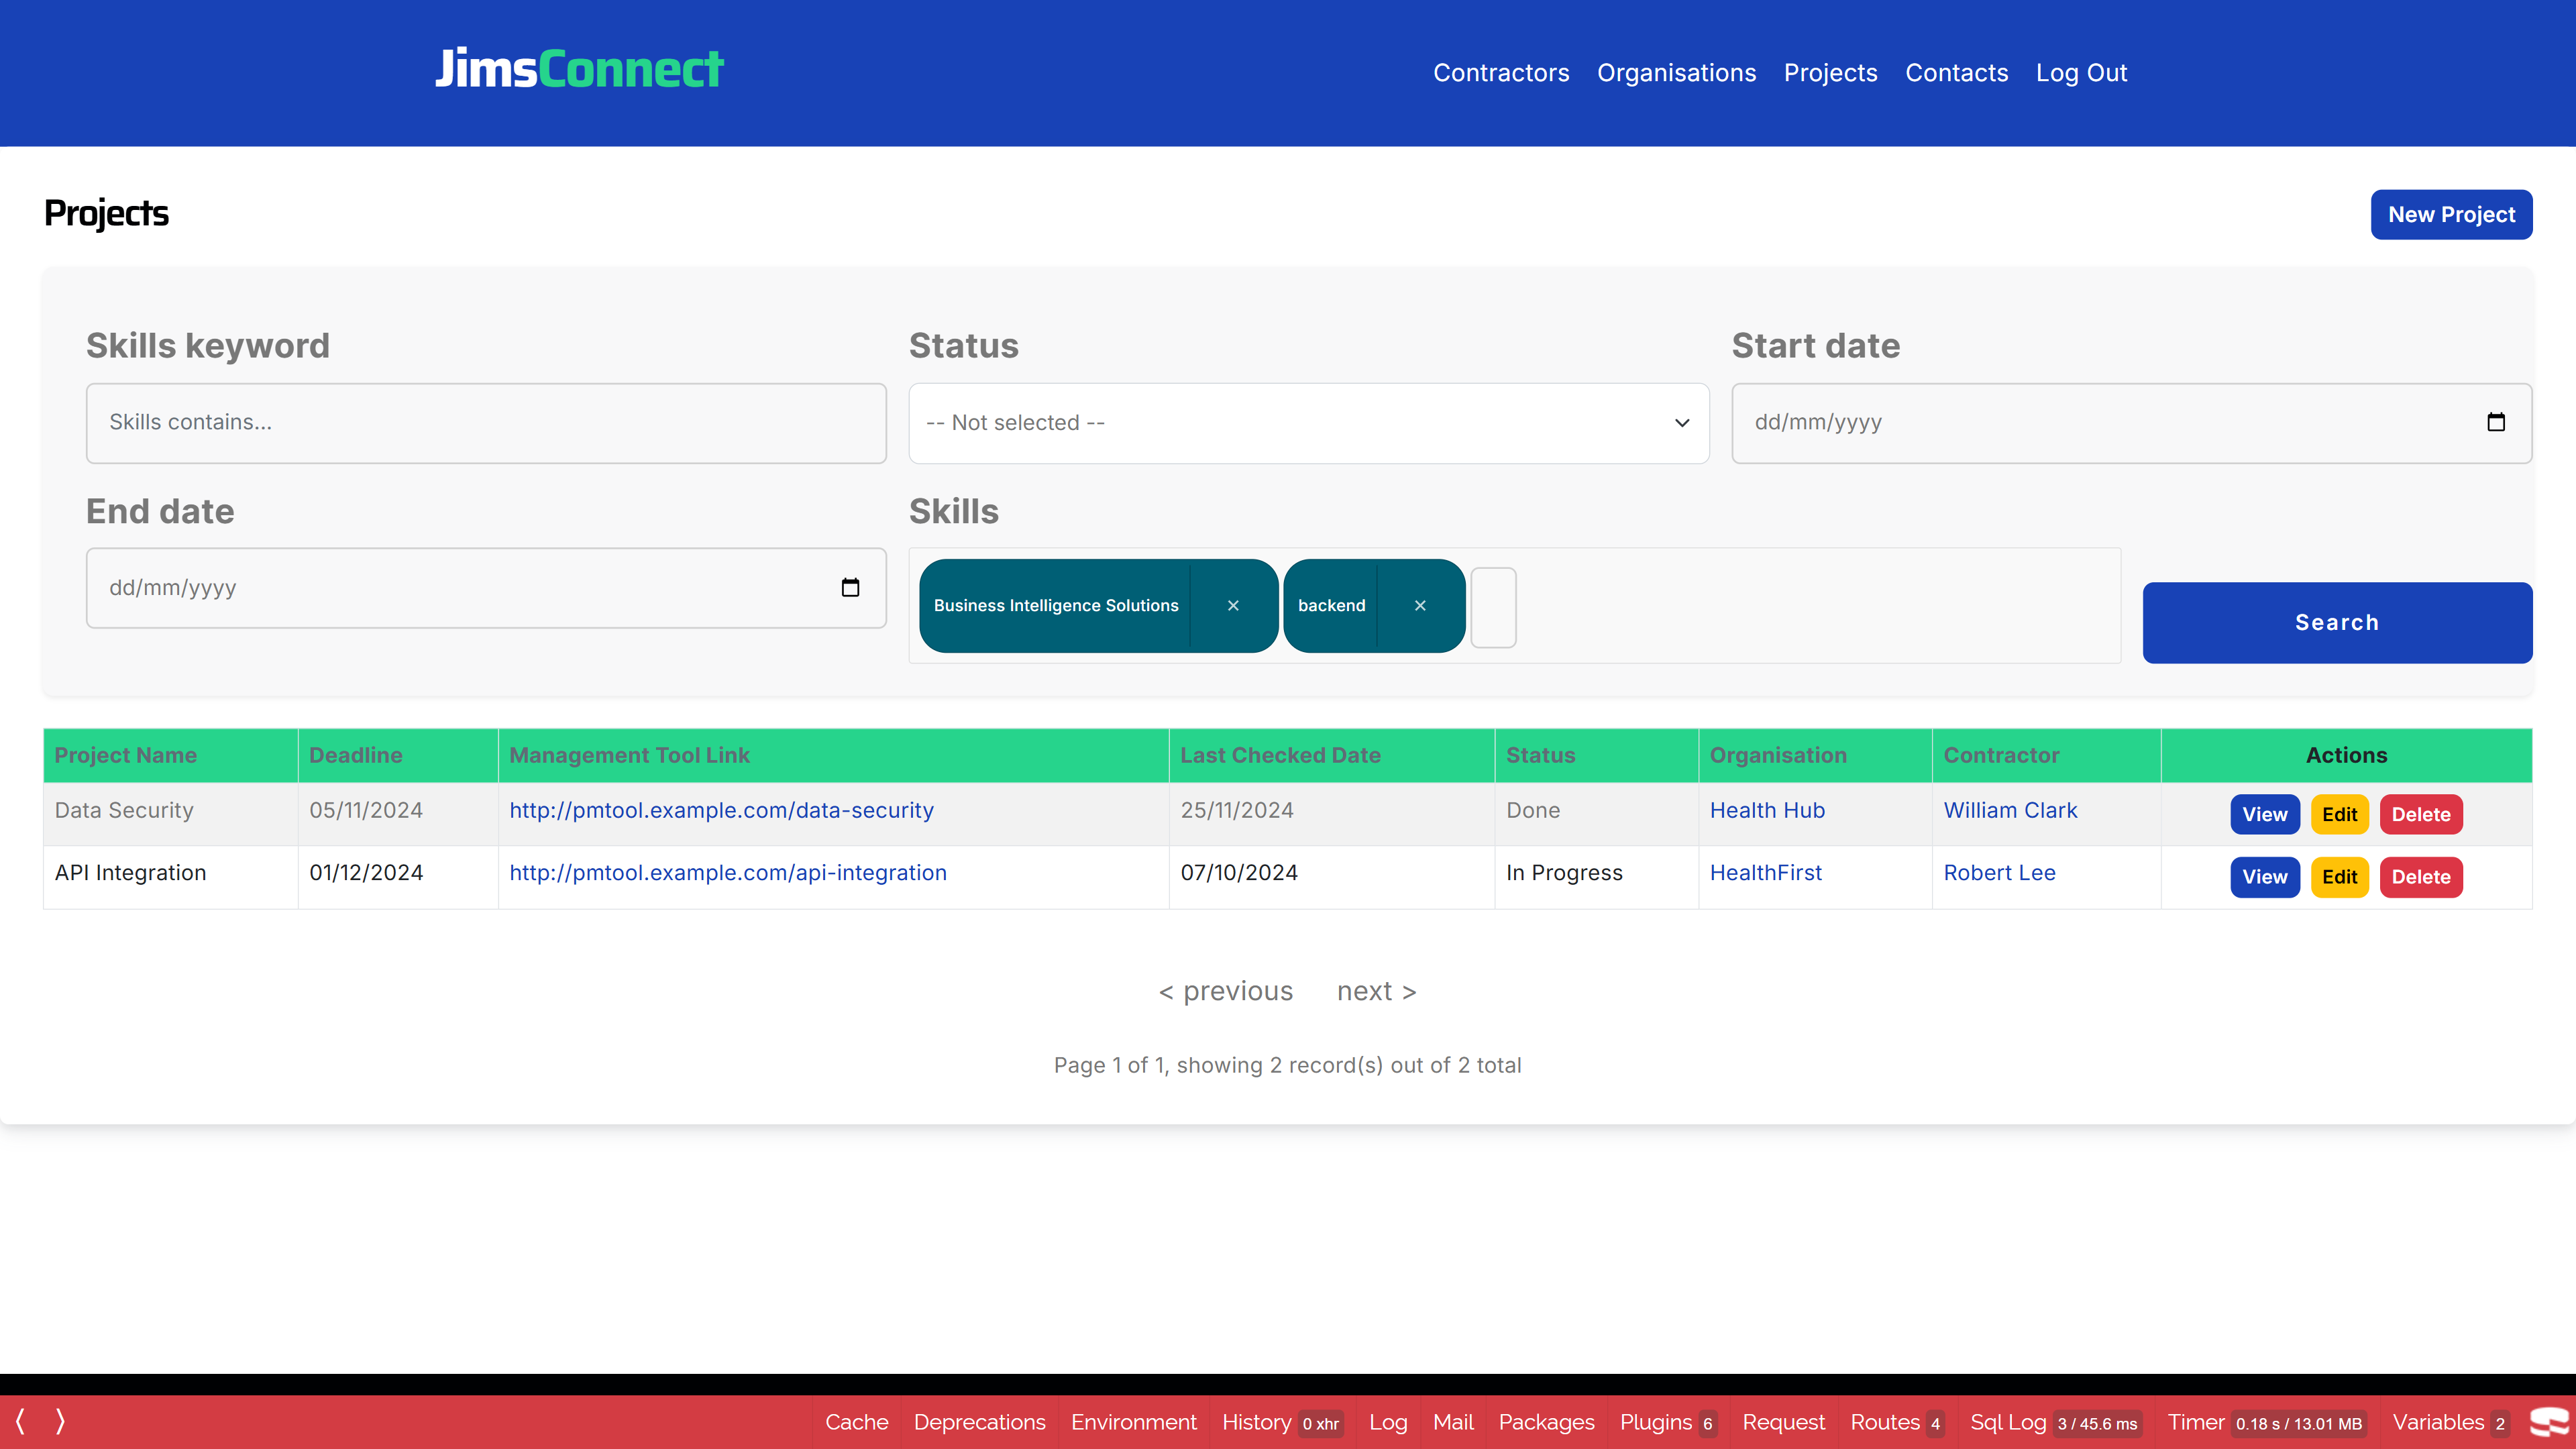 JimsConnect
Contractors Organisations Projects Contacts Log Out
Projects
New Project
Skills keyword Status Start date
Skills contains... -- Not selected -- dd/mm/yyyy
End date Skills
dd/mm/yyyy Business Intelligence Solutions × backend × Search
Project Name Deadline Management Tool Link Last Checked Date Status Organisation Contractor Actions
Data Security 05/11/2024 http://pmtool.example.com/data-security 25/11/2024 Done Health Hub William Clark View Edit Delete
API Integration 01/12/2024 http://pmtool.example.com/api-integration 07/10/2024 In Progress HealthFirst Robert Lee View Edit Delete
< previous next >
Page 1 of 1, showing 2 record(s) out of 2 total
Cache Deprecations Environment History 0 xhr Log Mail Packages Plugins 6 Request Routes 4 Sql Log 3 / 45.6 ms Timer 0.18 s / 13.01 MB Variables 2